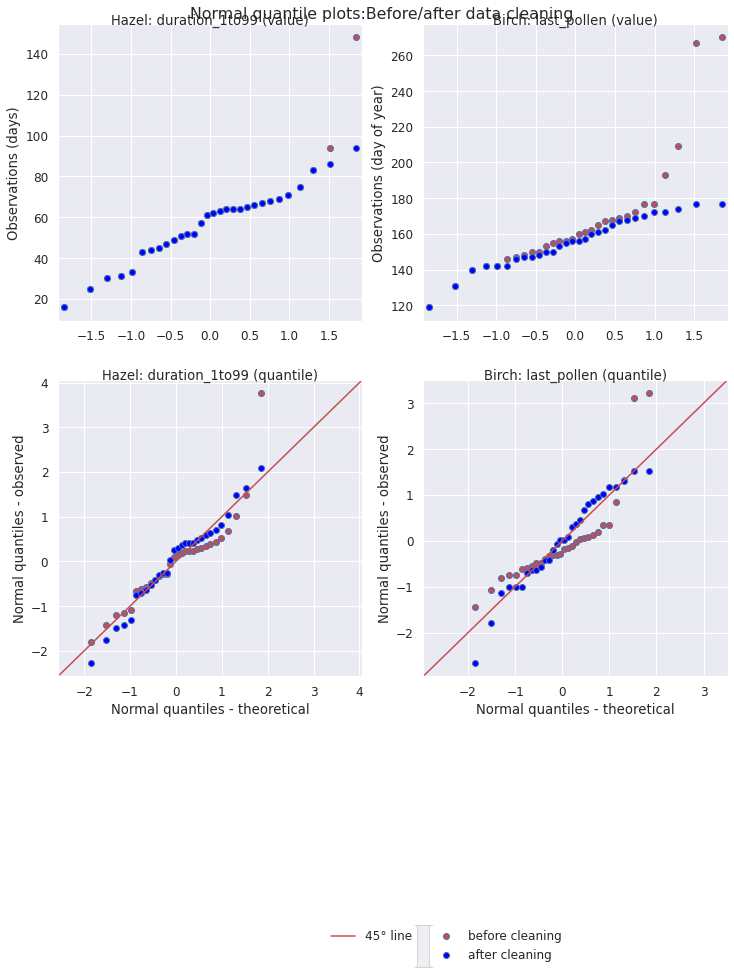 Normal quantile plots:Before/after data cleaning
Hazel: duration_1to99 (value)
Birch: last_pollen (value)
Observations (days)
140
120
100
80
60
40
20
−1.5 −1.0 −0.5 0.0 0.5 1.0 1.5
Observations (day of year)
260
240
220
200
180
160
140
120
−1.5 −1.0 −0.5 0.0 0.5 1.0 1.5
Hazel: duration_1to99 (quantile)
Birch: last_pollen (quantile)
Normal quantiles - observed
4
3
2
1
0
−1
−2
−2 −1 0 1 2 3 4
Normal quantiles - theoretical
Normal quantiles - observed
3
2
1
0
−1
−2
−2 −1 0 1 2 3
Normal quantiles - theoretical
45° line
before cleaning
after cleaning